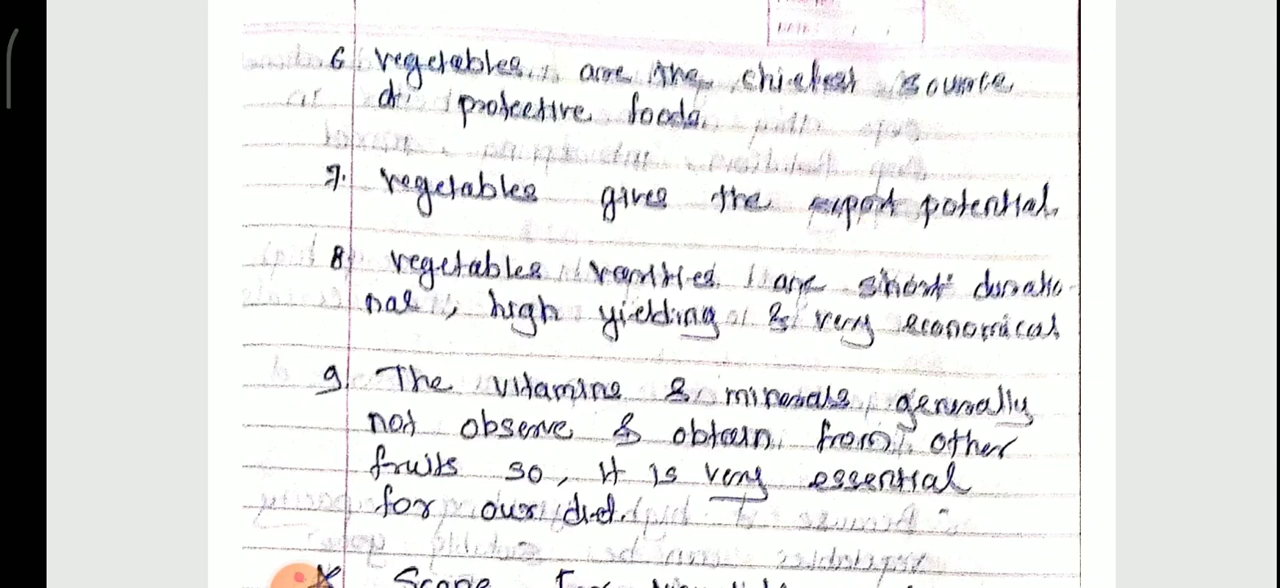 6 vegetables are the chiefest source
of protective foods.
7. vegetables gives the export potential.
8 vegetables varities are short duratio
nal, high yielding & very economical
9 The vitamins & minerals, generally
not observe & obtain from other
fruits so, it is very essential
for our diet.
* Scope